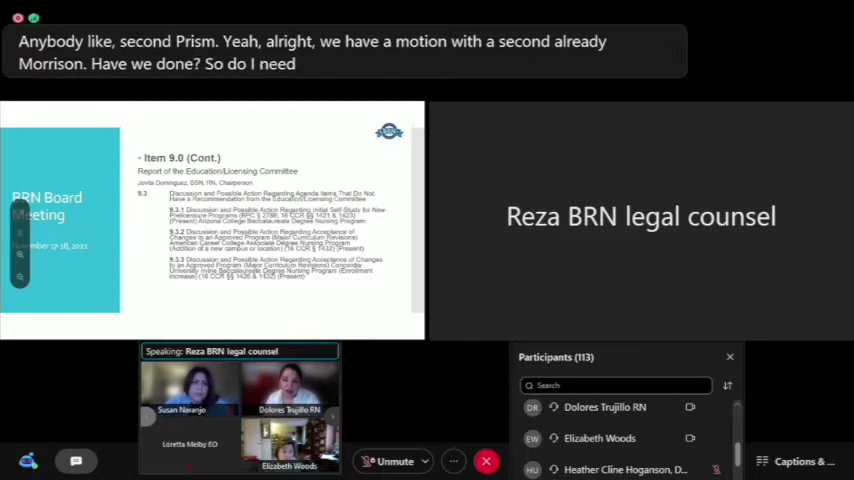 Anybody like, second Prism. Yeah, alright, we have a motion with a second already
Morrison. Have we done? So do I need
BRN Board
Meeting
November 17-18, 2021
• Item 9.0 (Cont.)
Report of the Education/Licensing Committee
Jovita Dominguez, BSN, RN, Chairperson
9.3 Discussion and Possible Action Regarding Agenda Items That Do Not
Have a Recommendation from the Education/Licensing Committee
9.3.1 Discussion and Possible Action Regarding Initial Self-Study for New
Prelicensure Programs (BPC § 2786; 16 CCR §§ 1421 & 1423)
(Present) Arizona College Baccalaureate Degree Nursing Program
9.3.2 Discussion and Possible Action Regarding Acceptance of
Changes to an Approved Program (Major Curriculum Revisions)
American Career College Associate Degree Nursing Program
(Addition of a new campus or location) (16 CCR § 1432) (Present)
9.3.3 Discussion and Possible Action Regarding Acceptance of Changes
to an Approved Program (Major Curriculum Revisions) Concordia
University Irvine Baccalaureate Degree Nursing Program (Enrollment
Increase) (16 CCR §§ 1426 & 1432) (Present)
Reza BRN legal counsel
Speaking: Reza BRN legal counsel
Susan Naranjo
Dolores Trujillo RN
Loretta Melby EO
Elizabeth Woods
Participants (113)
Search
DR Dolores Trujillo RN
EW Elizabeth Woods
HU Heather Cline Hoganson, D...
Unmute
Captions & ...